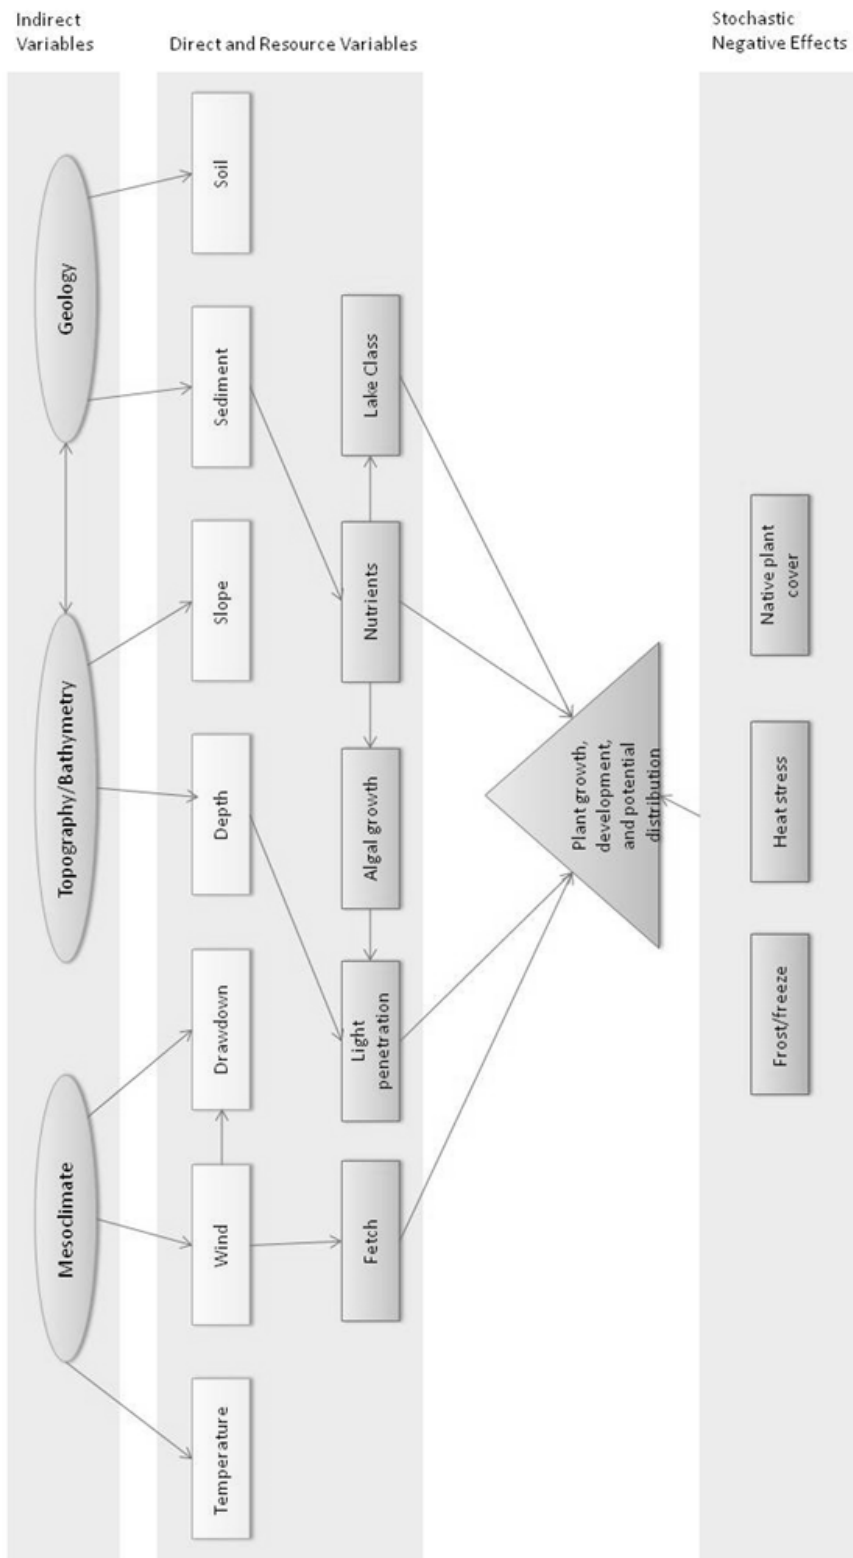 Indirect
Variables
Direct and Resource Variables
Stochastic
Negative Effects
Geology
Topography/Bathymetry
Mesoclimate
Soil
Sediment
Slope
Depth
Drawdown
Wind
Temperature
Lake Class
Nutrients
Algal growth
Light
penetration
Fetch
Plant growth,
development,
and potential
distribution
Native plant
cover
Heat stress
Frost/freeze